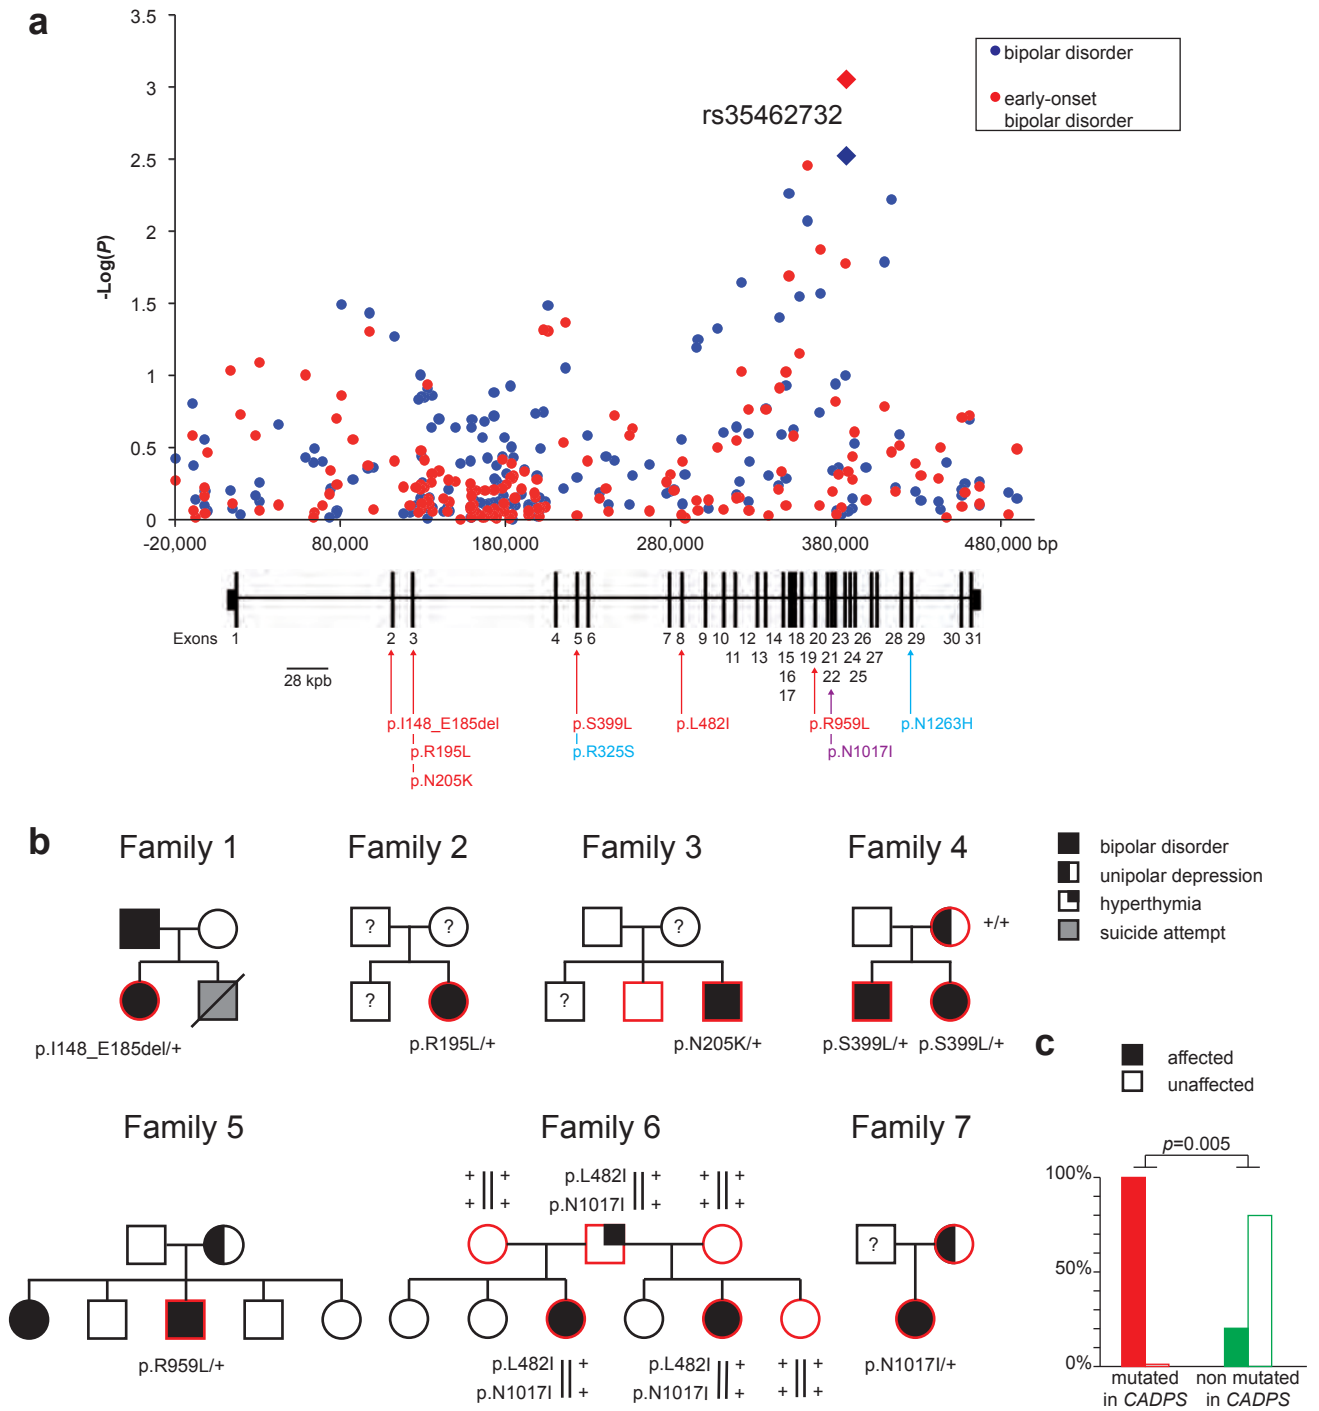 a
3.5
3
2.5
2
1.5
1
0.5
0
-Log(P)
bipolar disorder
early-onset
bipolar disorder
rs35462732
-20,000 80,000 180,000 280,000 380,000 480,000 bp
Exons 1 2 3 4 5 6 7 8 9 10 12 14 18 20 23 26 28 29 30 31
11 13 15 19 21 24 27
16 22 25
17
28 kpb
p.I148_E185del p.S399L p.L482I p.R959L p.N1263H
p.R195L p.R325S p.N1017I
p.N205K
b
Family 1 Family 2 Family 3 Family 4
bipolar disorder
unipolar depression
hyperthymia
suicide attempt
? ? ? +/+
? ?
p.I148_E185del/+ p.R195L/+ p.N205K/+ p.S399L/+ p.S399L/+
c
affected
unaffected
Family 5 Family 6 Family 7
+ + p.L482I + + +
+ + p.N1017I + + +
?
p.R959L/+ p.L482I + p.L482I + + + p.N1017I/+
p.N1017I + p.N1017I + + +
p=0.005
100%
50%
0%
mutated non mutated
in CADPS in CADPS